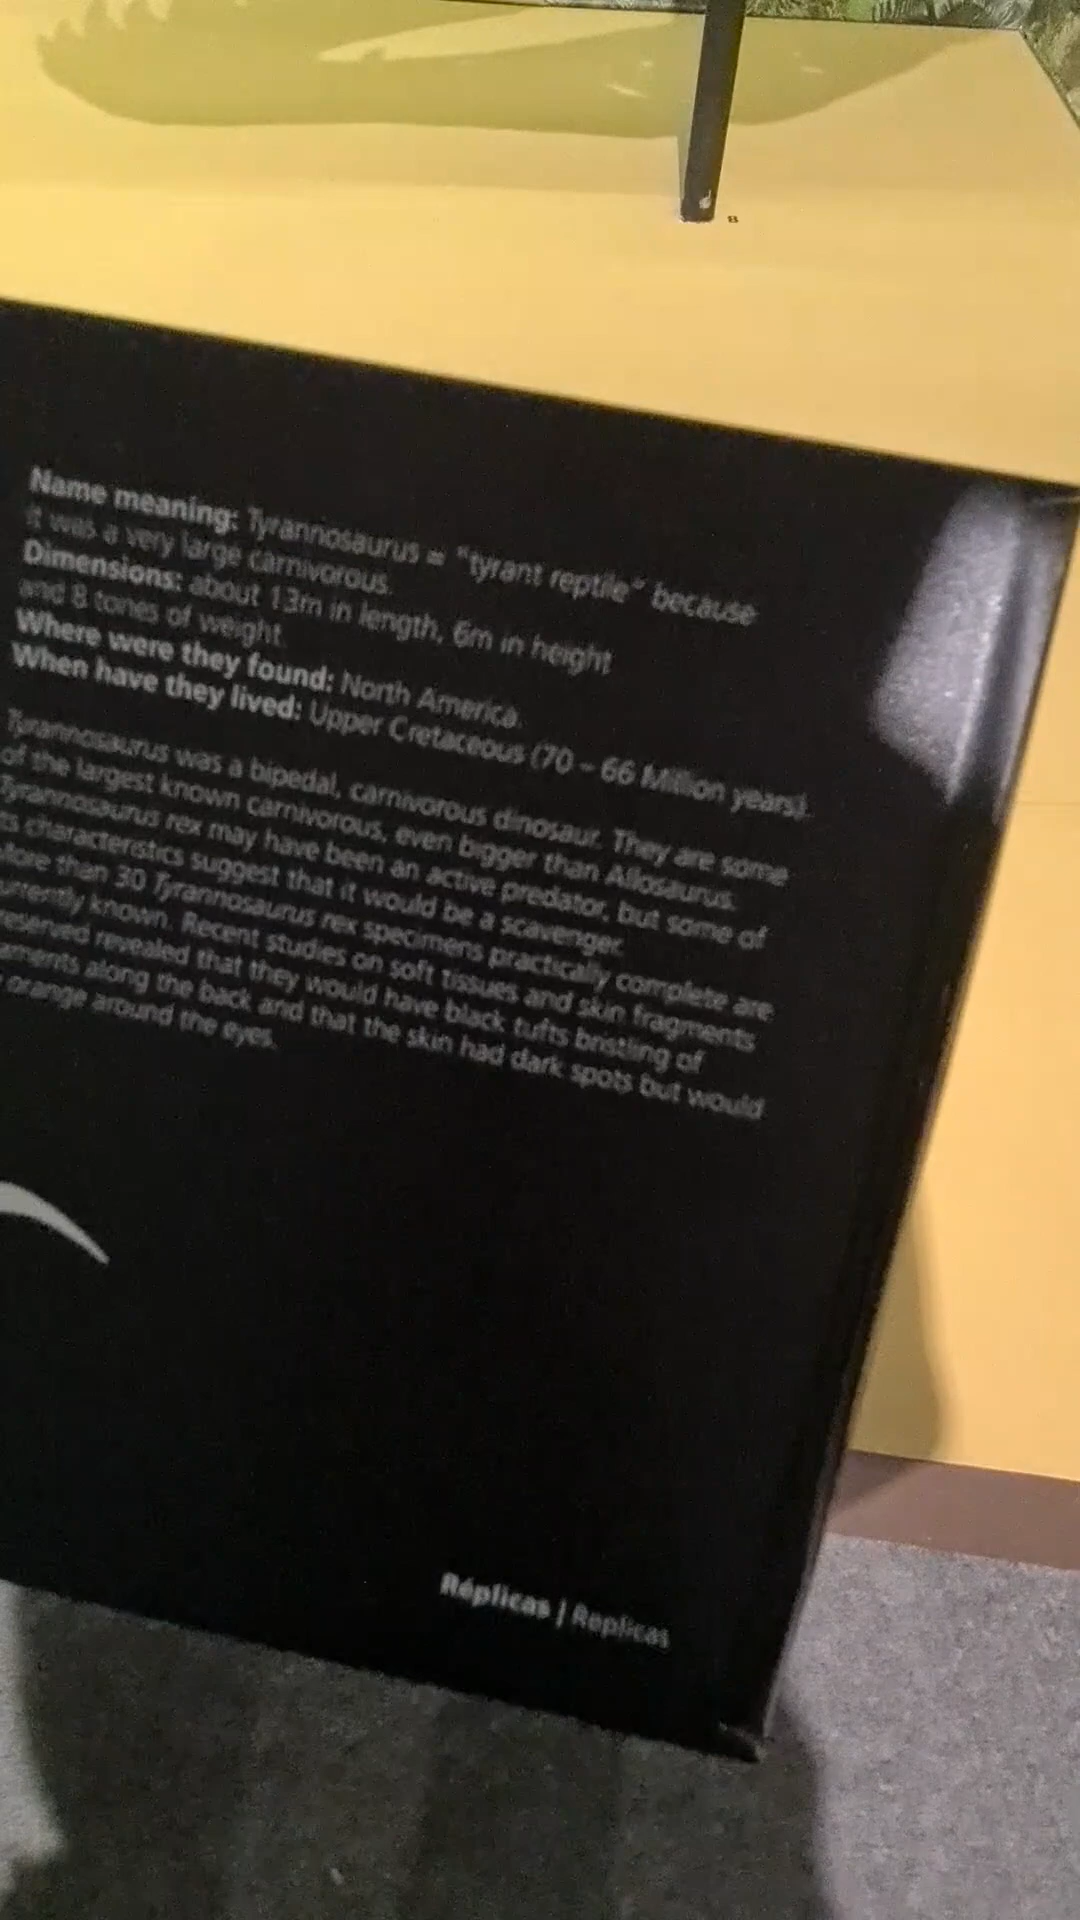 B
Name meaning: Tyrannosaurus = "tyrant reptile" because
it was a very large carnivorous.
Dimensions: about 13m in length, 6m in height
and 8 tones of weight.
Where were they found: North America.
When have they lived: Upper Cretaceous (70 – 66 Million years).
Tyrannosaurus was a bipedal, carnivorous dinosaur. They are some
of the largest known carnivorous, even bigger than Allosaurus.
Tyrannosaurus rex may have been an active predator, but some of
characteristics suggest that it would be a scavenger.
than 30 Tyrannosaurus rex specimens practically complete are
known. Recent studies on soft tissues and skin fragments
revealed that they would have black tufts bristling of
along the back and that the skin had dark spots but would
orange around the eyes.
Réplicas | Replicas